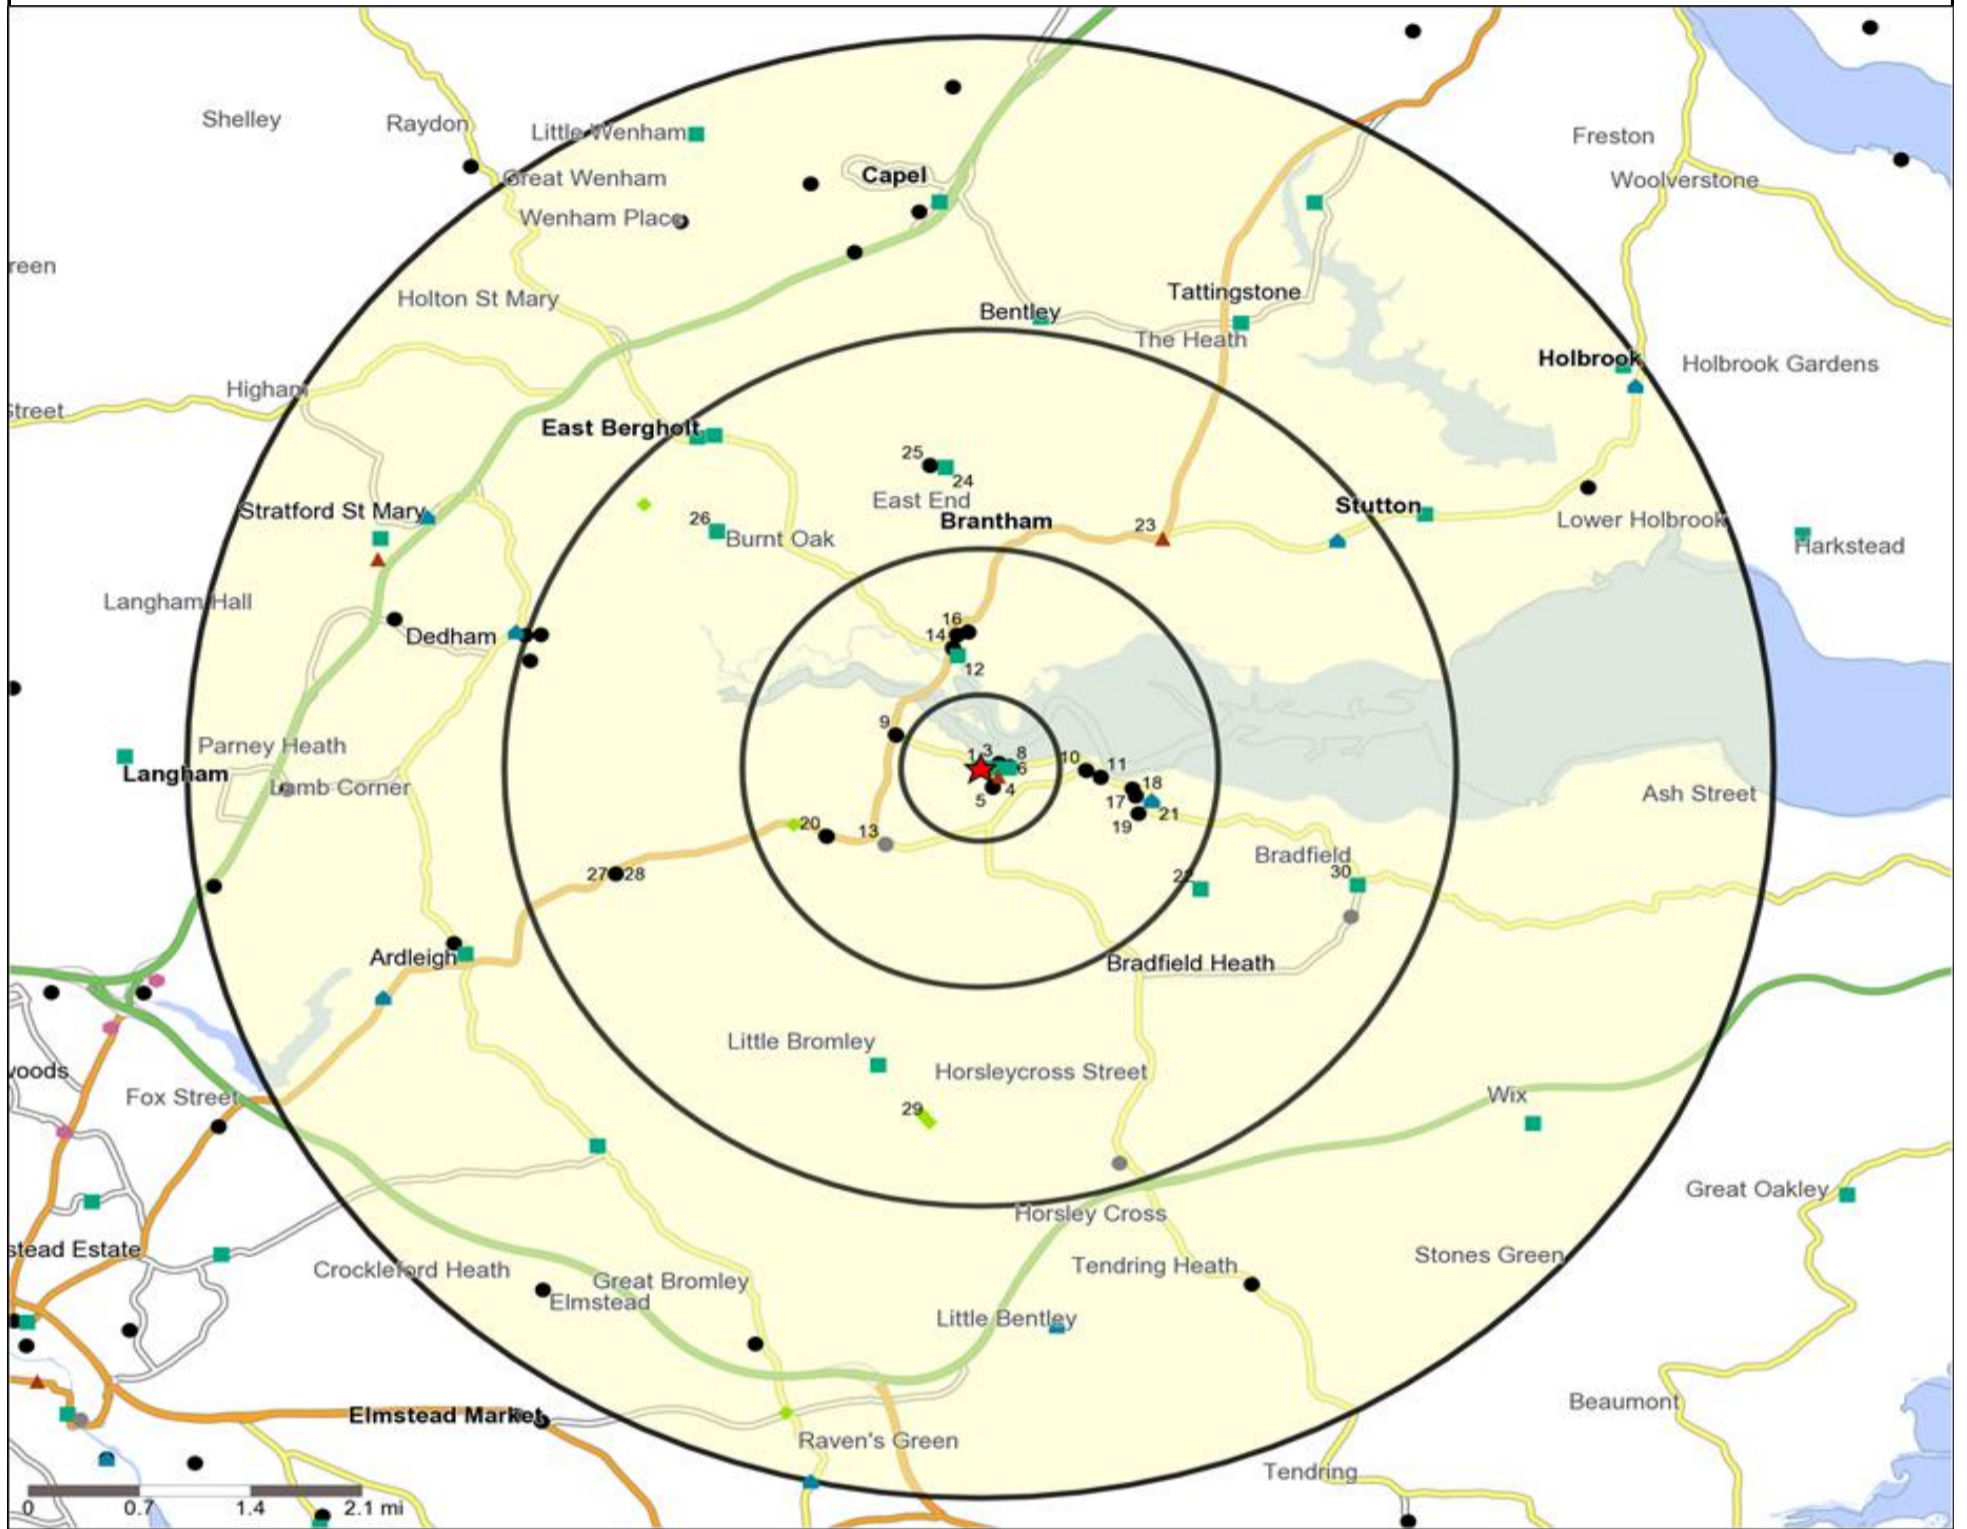 Shelley
Raydon
Little Wenham
Freston
Capel
Great Wenham
Woolverstone
Wenham Place
reen
Tattingstone
Holton St Mary
Bentley
The Heath
Holbrook
Holbrook Gardens
Higham
Street
East Bergholt
25
24
East End
Stratford St Mary
26
Brantham
23
Stutton
Lower Holbrook
Burnt Oak
Harkstead
Langham Hall
16
14
Dedham
12
9
Parney Heath
1
3
8
10
11
6
Langham
Lamb Corner
4
5
18
17
21
19
Ash Street
20
13
Bradfield
27
28
22
30
Ardleigh
Bradfield Heath
Little Bromley
Horsleycross Street
voods
Fox Street
29
Wix
Great Oakley
Horsley Cross
stead Estate
Crockleford Heath
Great Bromley
Tendring Heath
Stones Green
Elmstead
Little Bentley
Beaumont
Elmstead Market
Raven's Green
Tendring
0 0.7 1.4 2.1 mi